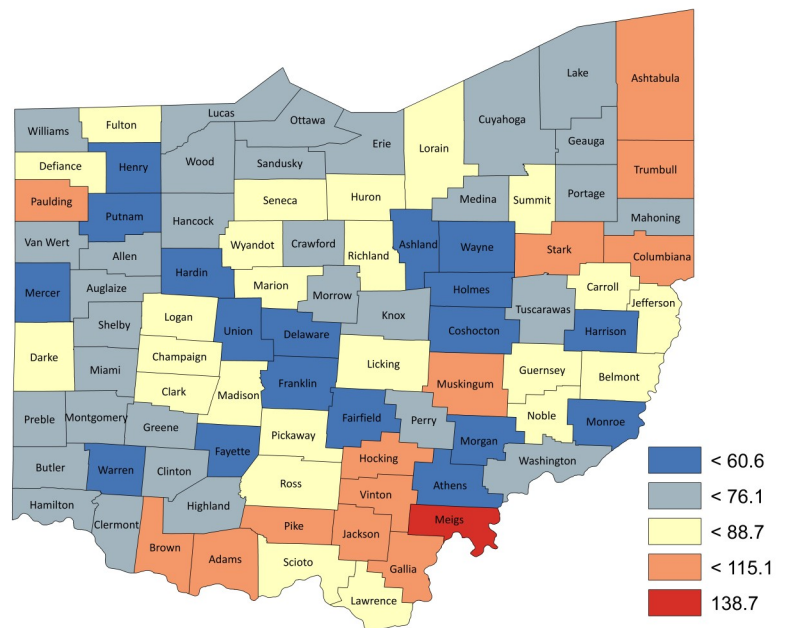 Lake
Ashtabula
Lucas
Williams
Fulton
Ottawa
Cuyahoga
Geauga
Erie
Lorain
Wood
Defiance
Henry
Sandusky
Trumbull
Paulding
Portage
Medina
Summit
Huron
Seneca
Putnam
Hancock
Mahoning
Van Wert
Wyandot
Crawford
Richland
Ashland
Wayne
Stark
Columbiana
Allen
Hardin
Mercer
Auglaize
Marion
Morrow
Holmes
Carroll
Jefferson
Tuscarawas
Logan
Shelby
Union
Knox
Delaware
Coshocton
Harrison
Darke
Champaign
Miami
Licking
Guernsey
Belmont
Muskingum
Franklin
Clark
Madison
Preble
Montgomery
Greene
Fairfield
Perry
Noble
Monroe
Pickaway
Morgan
Fayette
Butler
Warren
Clinton
Hocking
Washington
Ross
Vinton
Athens
Hamilton
Clermont
Highland
Pike
Jackson
Meigs
Brown
Adams
Scioto
Gallia
Lawrence
< 60.6
< 76.1
< 88.7
< 115.1
138.7